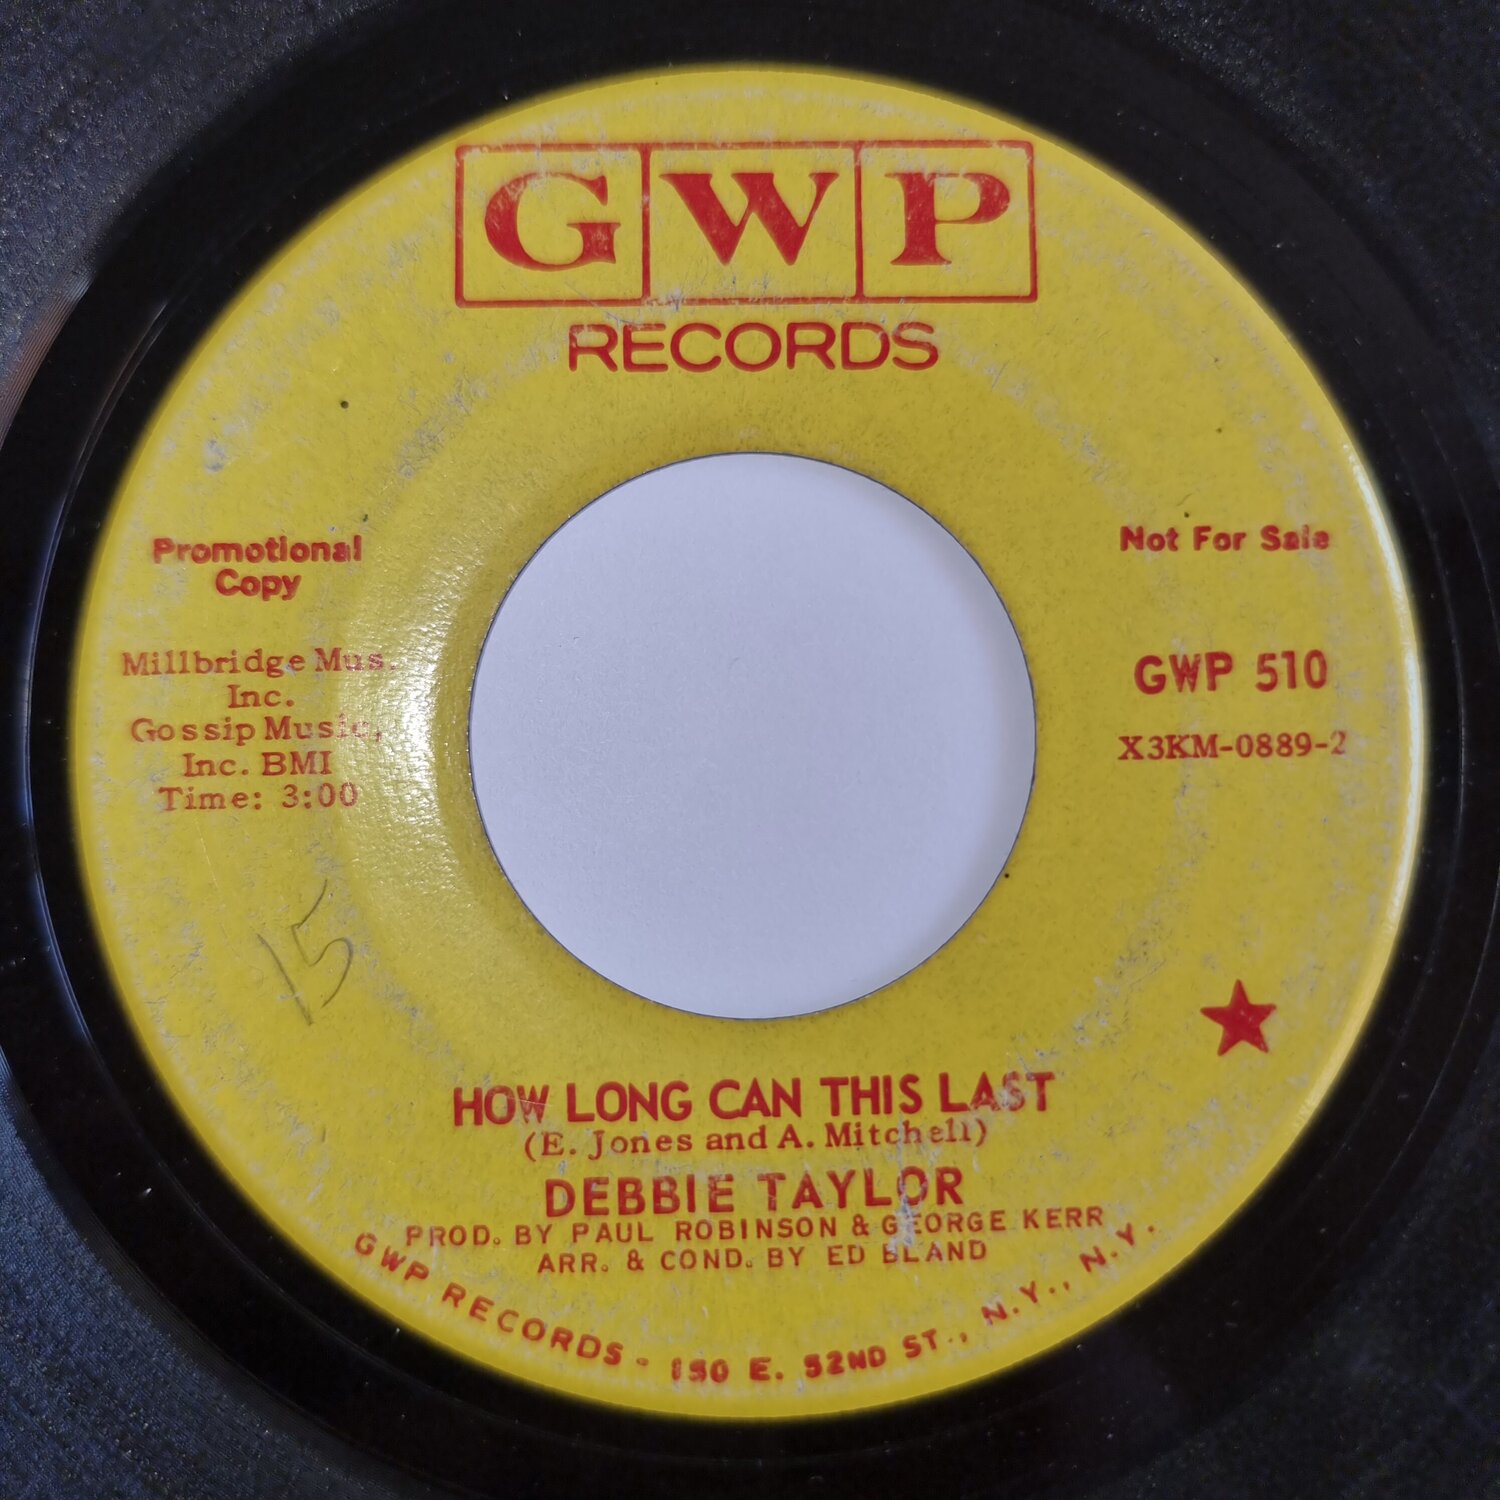 GWP
RECORDS
Promotional
Copy
Not For Sale
Millbridge Mus.
Inc.
Gossip Music,
Inc. BMI
Time: 3:00
GWP 510
X3KM-0889-2
15
HOW LONG CAN THIS LAST
(E. Jones and A. Mitchell)
DEBBIE TAYLOR
PROD. BY PAUL ROBINSON & GEORGE KERR
ARR. & COND. BY ED BLAND
GWP RECORDS - 150 E. 52ND ST., N.Y., N.Y.